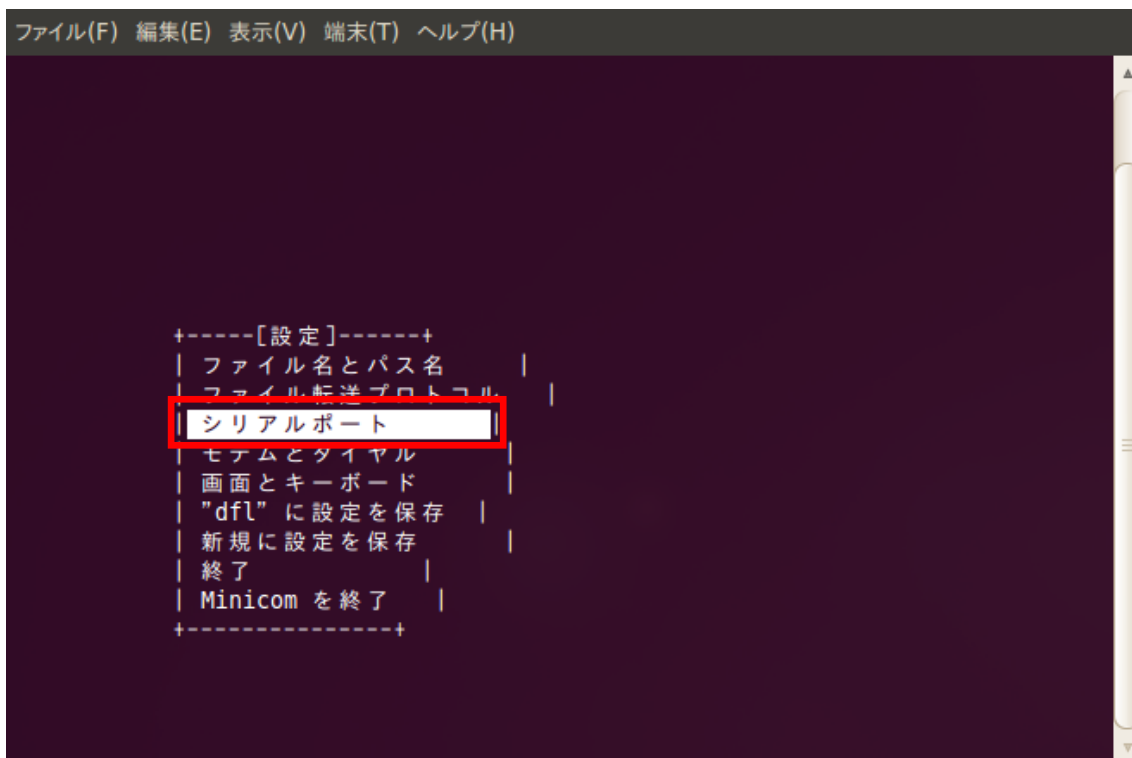 ファイル(F) 編集(E) 表示(V) 端末(T) ヘルプ(H)
+-----[設定]------+
| ファイル名とパス名 |
| ファイル転送プロトコル |
| シリアルポート |
| モデムとダイヤル |
| 画面とキーボード |
| "dfl" に設定を保存 |
| 新規に設定を保存 |
| 終了 |
| Minicom を終了 |
+---------------+